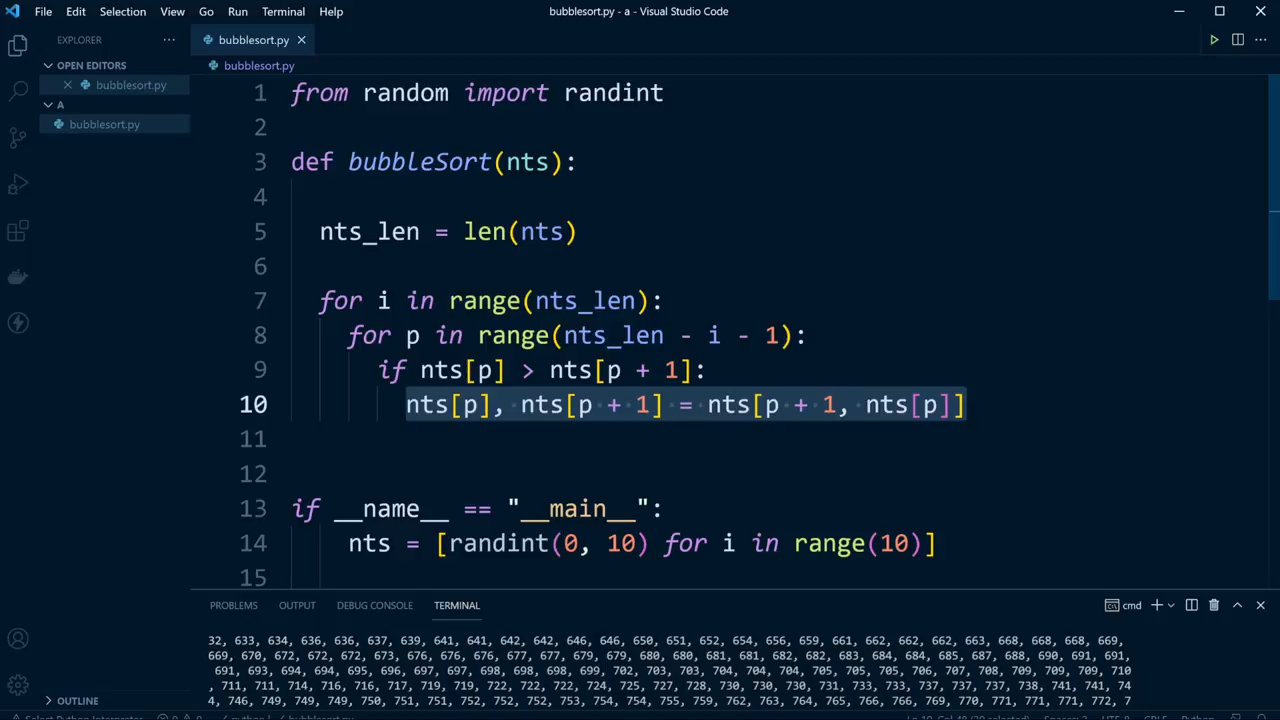 File Edit Selection View Go Run Terminal Help bubblesort.py - a - Visual Studio Code
EXPLORER ... bubblesort.py
OPEN EDITORS bubblesort.py
bubblesort.py
A
bubblesort.py
1 from random import randint
2
3 def bubbleSort(nts):
4
5 nts_len = len(nts)
6
7 for i in range(nts_len):
8 for p in range(nts_len - i - 1):
9 if nts[p] > nts[p + 1]:
10 nts[p], nts[p + 1] = nts[p + 1, nts[p]]
11
12
13 if __name__ == "__main__":
14 nts = [randint(0, 10) for i in range(10)]
15
PROBLEMS OUTPUT DEBUG CONSOLE TERMINAL cmd
32, 633, 634, 636, 636, 637, 639, 641, 641, 642, 642, 646, 646, 650, 651, 652, 654, 656, 659, 661, 662, 662, 662, 663, 668, 668, 668, 669,
669, 670, 672, 672, 673, 676, 676, 676, 677, 677, 679, 679, 680, 680, 681, 681, 682, 682, 683, 684, 684, 685, 687, 688, 690, 691, 691,
691, 693, 694, 694, 695, 696, 697, 697, 698, 698, 698, 702, 703, 703, 704, 704, 704, 705, 705, 705, 706, 707, 708, 709, 709, 709, 710
, 711, 711, 714, 716, 716, 717, 719, 719, 722, 722, 722, 724, 725, 727, 728, 730, 730, 730, 731, 733, 733, 737, 737, 737, 738, 741, 741, 74
4, 746, 749, 749, 749, 750, 751, 751, 752, 752, 752, 753, 754, 754, 755, 759, 762, 763, 764, 765, 766, 766, 769, 770, 771, 771, 772, 7
OUTLINE